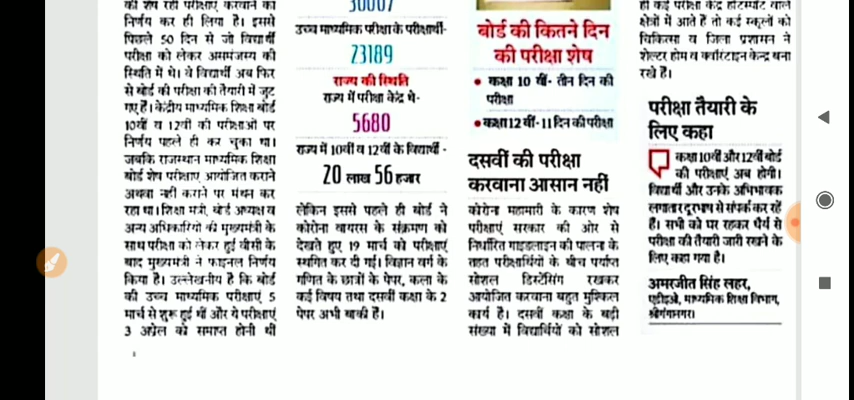 की शेष रही परीक्षाएं करवाने का
निर्णय कर ही लिया है। इससे
पिछले 50 दिन से जो विद्यार्थी
परीक्षा को लेकर असमंजस्य की
स्थिति में थे। वे विद्यार्थी अब फिर
से बोर्ड की परीक्षा की तैयारी में जुट
गए हैं। केंद्रीय माध्यमिक शिक्षा बोर्ड
10वीं व 12वीं की परीक्षाओं पर
निर्णय पहले ही कर चुका था।
जबकि राजस्थान माध्यमिक शिक्षा
बोर्ड शेष परीक्षाएं आयोजित कराने
अथवा नहीं कराने पर मंथन कर
रहा था। शिक्षा मंत्री, बोर्ड अध्यक्ष व
अन्य अधिकारियों की मुख्यमंत्री के
साथ परीक्षा को लेकर हुई वीसी के
बाद मुख्यमंत्री ने फाइनल निर्णय
किया है। उल्लेखनीय है कि बोर्ड
की उच्च माध्यमिक परीक्षाएं 5
मार्च से शुरू हुई थीं और ये परीक्षाएं
3 अप्रेल को समाप्त होनी थीं
उच्च माध्यमिक परीक्षा के परीक्षार्थी-
23189
राज्य की स्थिति
राज्य में परीक्षा केंद्र थे-
5680
राज्य में 10वीं व 12वीं के विद्यार्थी -
20 लाख 56 हजार
लेकिन इससे पहले ही बोर्ड ने
कोरोना वायरस के संक्रमण को
देखते हुए 19 मार्च को परीक्षाएं
स्थगित कर दी गई। विज्ञान वर्ग के
गणित के छात्रों के पेपर, कला के
कई विषय तथा दसवीं कक्षा के 2
पेपर अभी बाकी हैं।
बोर्ड की कितने दिन
की परीक्षा शेष
• कक्षा 10 वीं- तीन दिन की
परीक्षा
• कक्षा 12 वीं- 11 दिन की परीक्षा
दसवीं की परीक्षा
करवाना आसान नहीं
कोरोना महामारी के कारण शेष
परीक्षाएं सरकार की ओर से
निर्धारित गाइडलाइन की पालना के
तहत परीक्षार्थियों के बीच पर्याप्त
सोशल डिस्टेंसिंग रखकर
आयोजित करवाना बहुत मुश्किल
कार्य है। दसवीं कक्षा के बड़ी
संख्या में विद्यार्थियों को सोशल
ही कई परीक्षा केंद्र हॉटस्पॉट वाले
क्षेत्रों में आते हैं तो कई स्कूलों को
चिकित्सा व जिला प्रशासन ने
शेल्टर होम व क्वॉरंटाइन केन्द्र बना
रखे हैं।
परीक्षा तैयारी के
लिए कहा
कक्षा 10वीं और 12वीं बोर्ड
की परीक्षाएं अब होंगी।
विद्यार्थी और उनके अभिभावक
लगातार दूरभाष से संपर्क कर रहे
हैं। सभी को घर रहकर धैर्य से
परीक्षा की तैयारी जारी रखने के
लिए कहा गया है।
अमरजीत सिंह लहर,
एडीइओ, माध्यमिक शिक्षा विभाग,
श्रीगंगानगर।